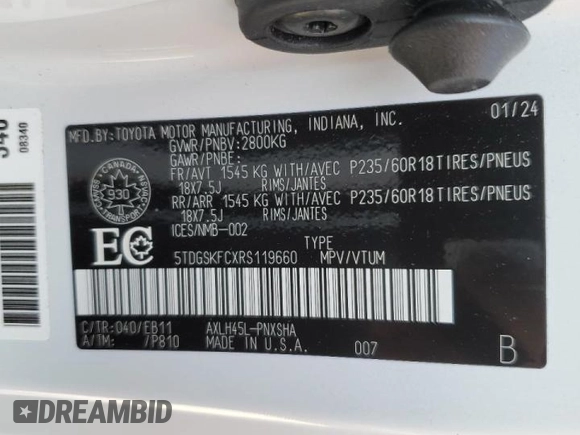 340
08340
MFD.BY:TOYOTA MOTOR MANUFACTURING, INDIANA, INC. 01/24
GVWR/PNBV:2800KG
GAWR/PNBE:
FR/AVT 1545 KG WITH/AVEC P235/60R18TIRES/PNEUS
18X7.5J RIMS/JANTES
RR/ARR 1545 KG WITH/AVEC P235/60R18TIRES/PNEUS
18X7.5J RIMS/JANTES
ICES/NMB-002
CANADA
930
TRANSPORT
EC
TYPE
5TDGSKFCXRS119660 MPV/VTUM
C/TR:040/EB11 AXLH45L-PNXSHA
A/TM: /P810 MADE IN U.S.A. 007 B
DREAMBID